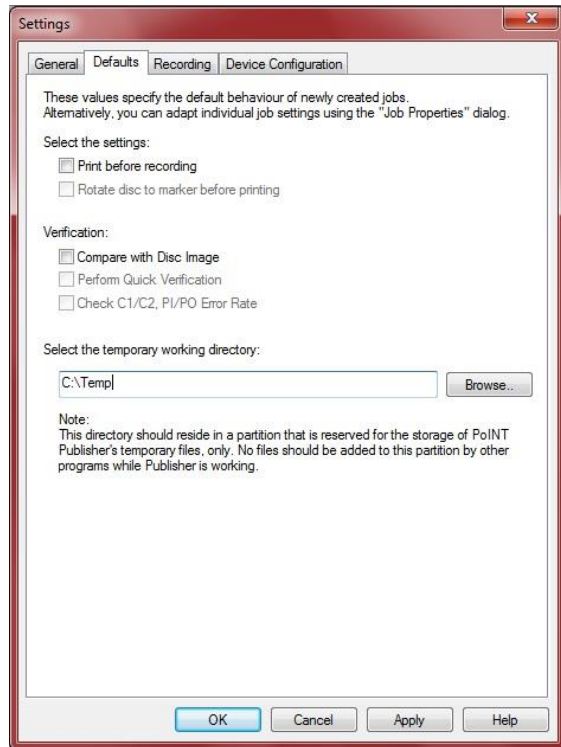 Settings
General Defaults Recording Device Configuration
These values specify the default behaviour of newly created jobs.
Alternatively, you can adapt individual job settings using the "Job Properties" dialog.
Select the settings:
Print before recording
Rotate disc to marker before printing
Verification:
Compare with Disc Image
Perform Quick Verification
Check C1/C2, PI/PO Error Rate
Select the temporary working directory:
C:\Temp
Browse..
Note:
This directory should reside in a partition that is reserved for the storage of PoINT
Publisher's temporary files, only. No files should be added to this partition by other
programs while Publisher is working.
OK Cancel Apply Help